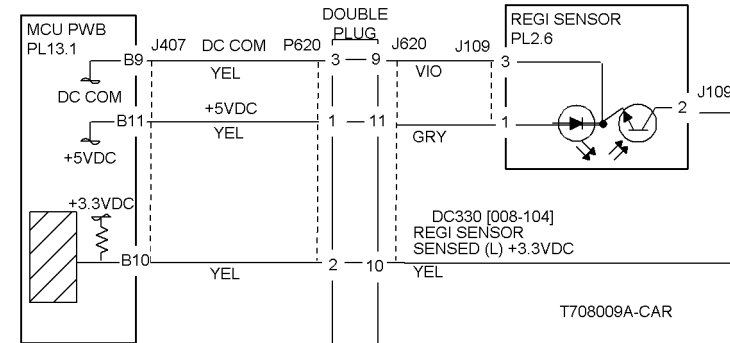 DOUBLE
PLUG
MCU PWB
PL13.1
REGI SENSOR
PL2.6
B9 J407 DC COM P620 3 9 J620 J109 3
YEL VIO
DC COM
+5VDC
B11 YEL 1 11 GRY 1 2 J109
+5VDC
+3.3VDC
DC330 [008-104]
REGI SENSOR
SENSED (L) +3.3VDC
B10 YEL 2 10 YEL
T708009A-CAR